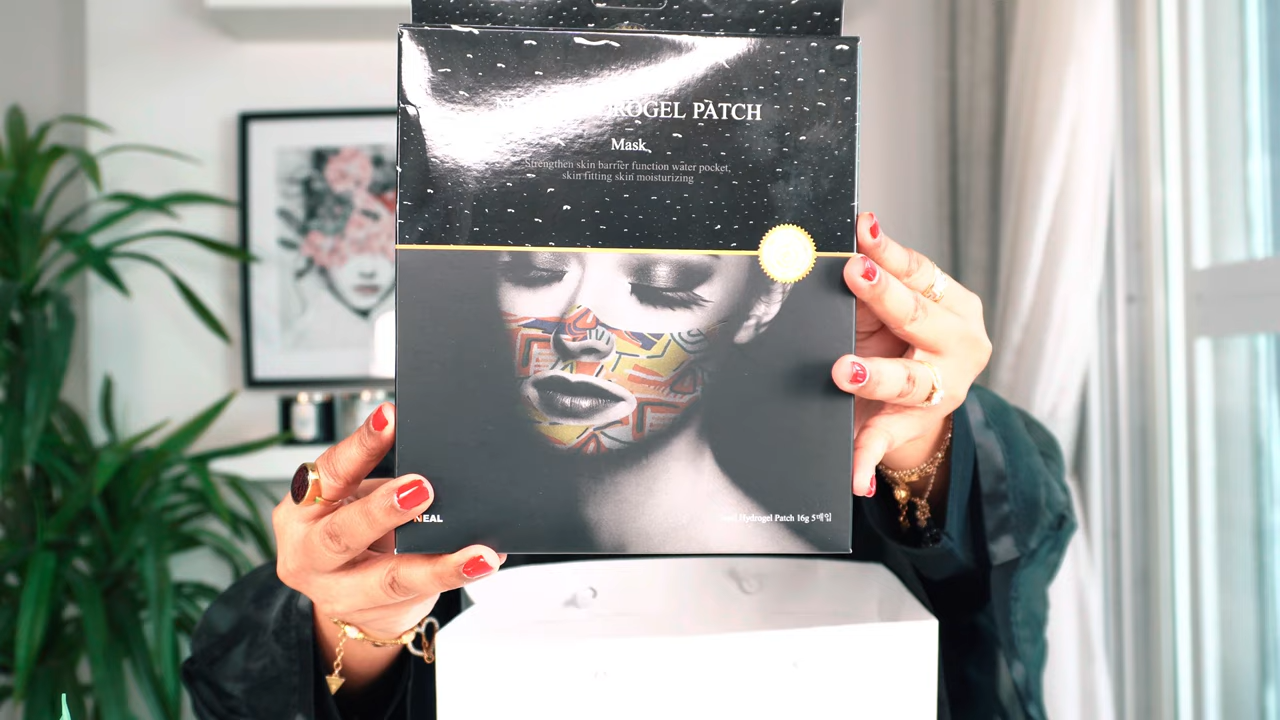 HYDROGEL PATCH
Mask
Strengthen skin barrier function water pocket,
skin fitting skin moisturizing
NEAL
Hydrogel Patch 16g 5매입